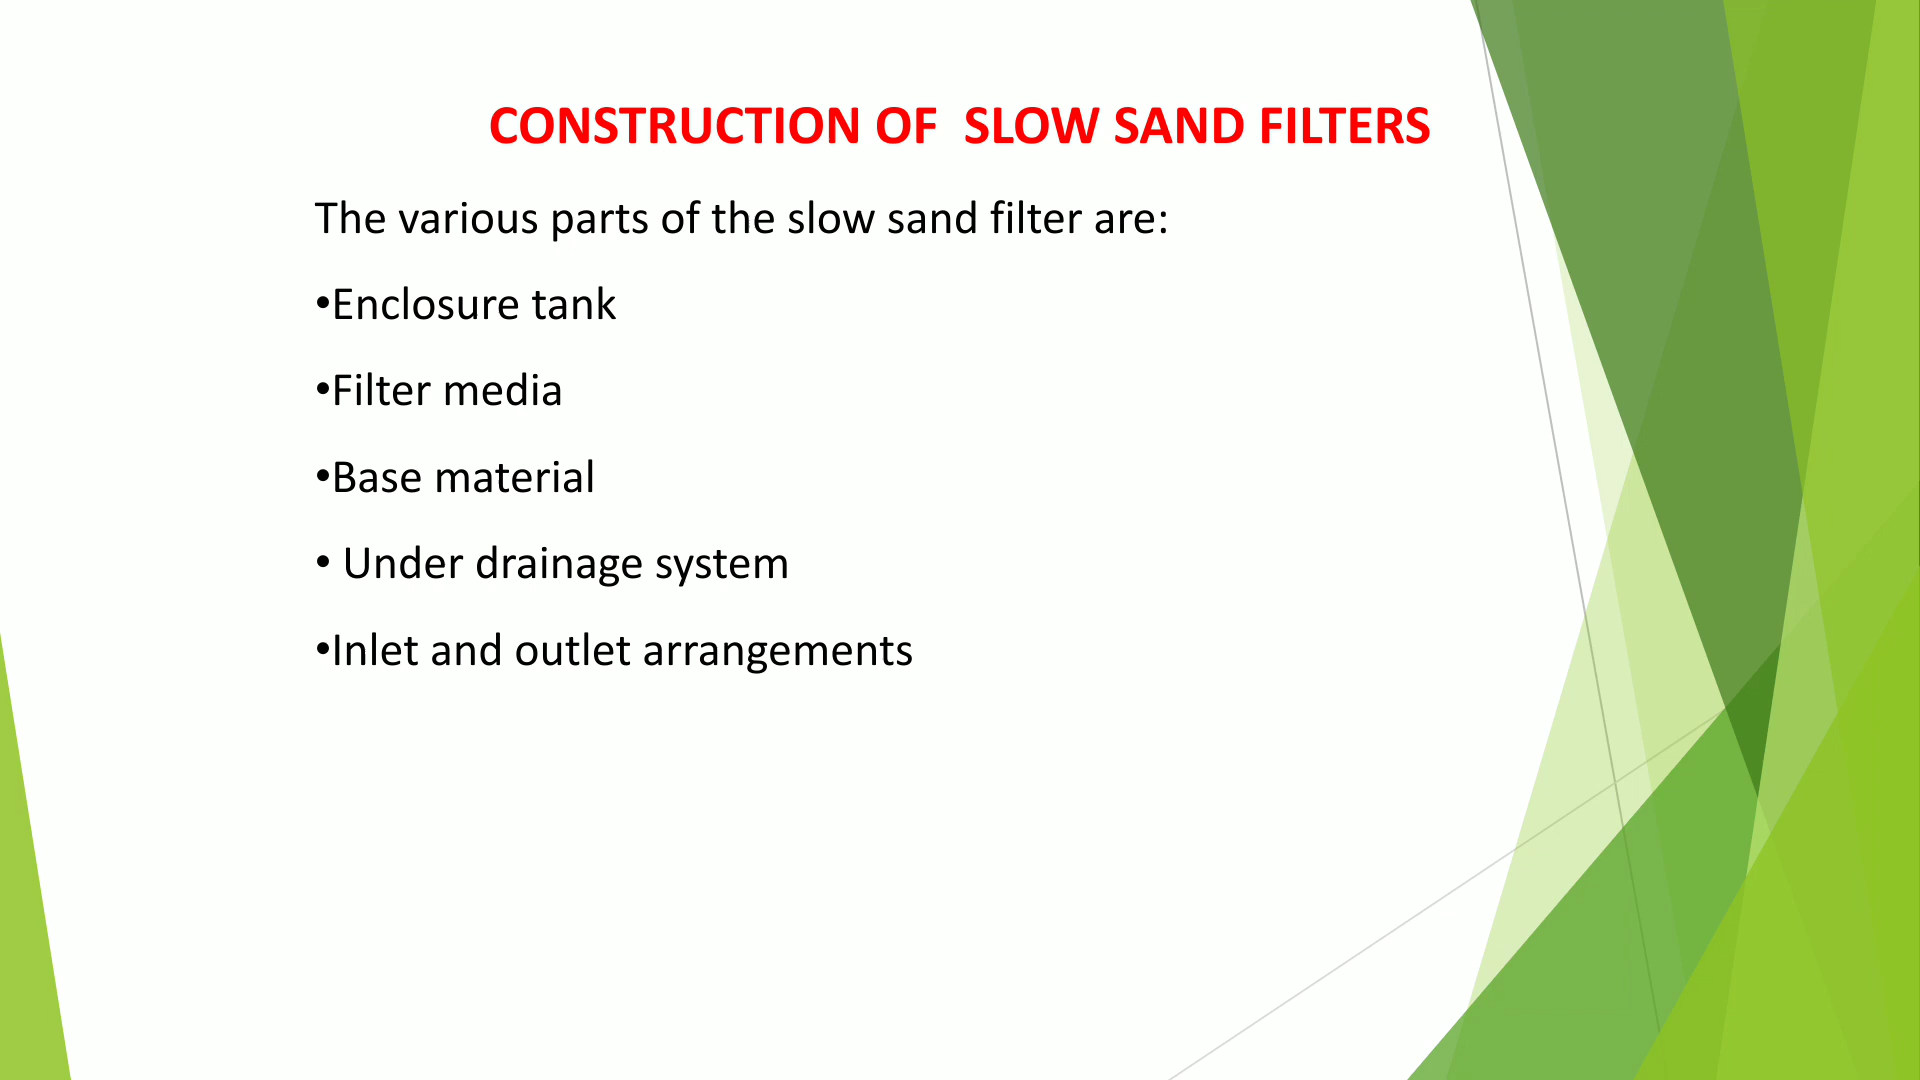 CONSTRUCTION OF  SLOW SAND FILTERS
The various parts of the slow sand filter are:
•Enclosure tank
•Filter media
•Base material
• Under drainage system
•Inlet and outlet arrangements